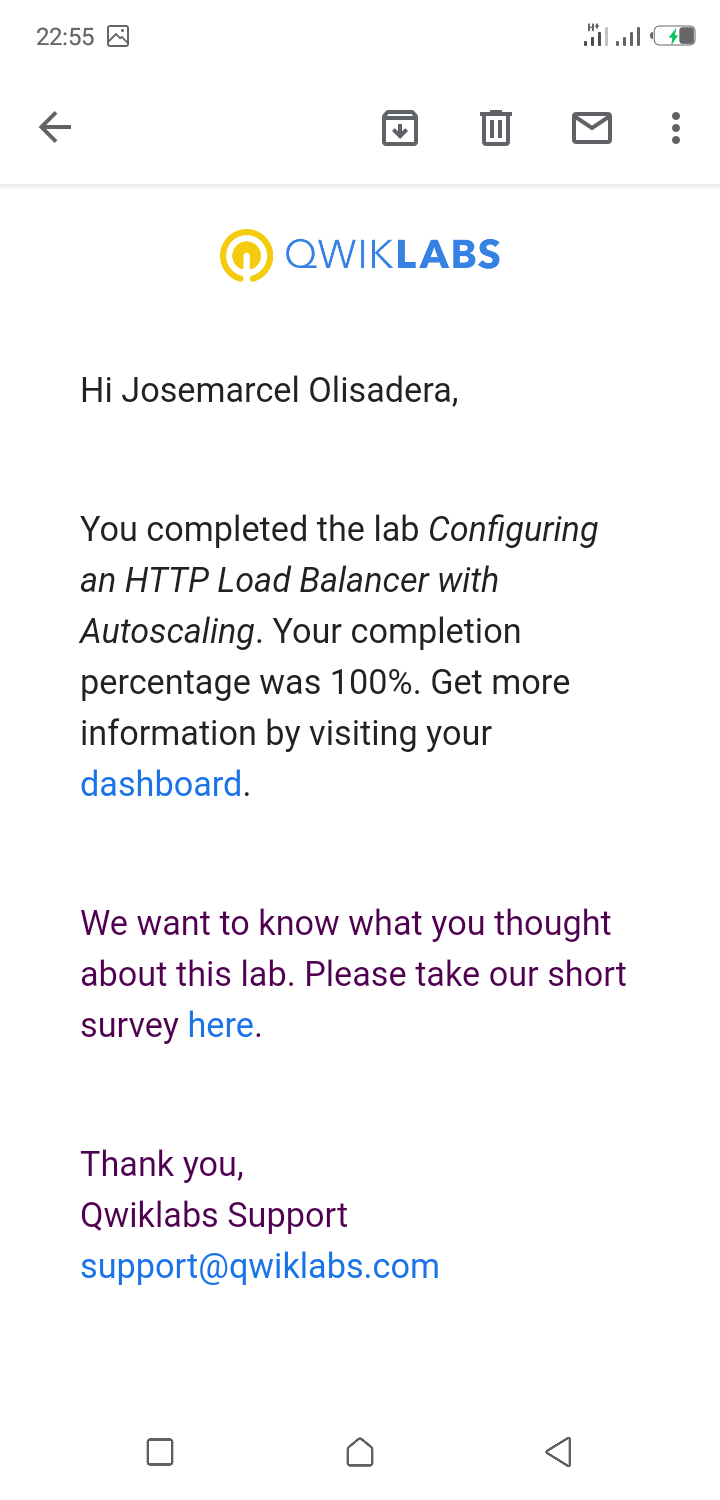 22:55
H+
QWIKLABS
Hi Josemarcel Olisadera,
You completed the lab Configuring
an HTTP Load Balancer with
Autoscaling. Your completion
percentage was 100%. Get more
information by visiting your
dashboard.
We want to know what you thought
about this lab. Please take our short
survey here.
Thank you,
Qwiklabs Support
support@qwiklabs.com